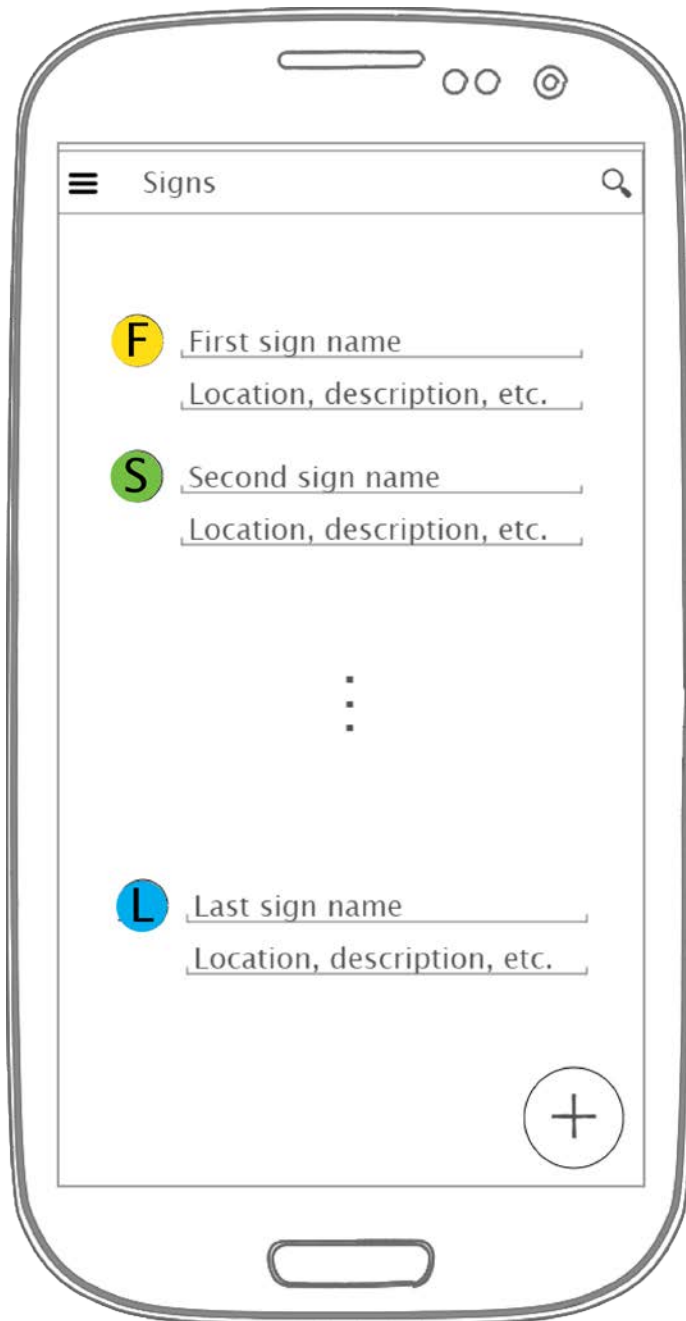 Signs
F First sign name
Location, description, etc.
S Second sign name
Location, description, etc.
L Last sign name
Location, description, etc.